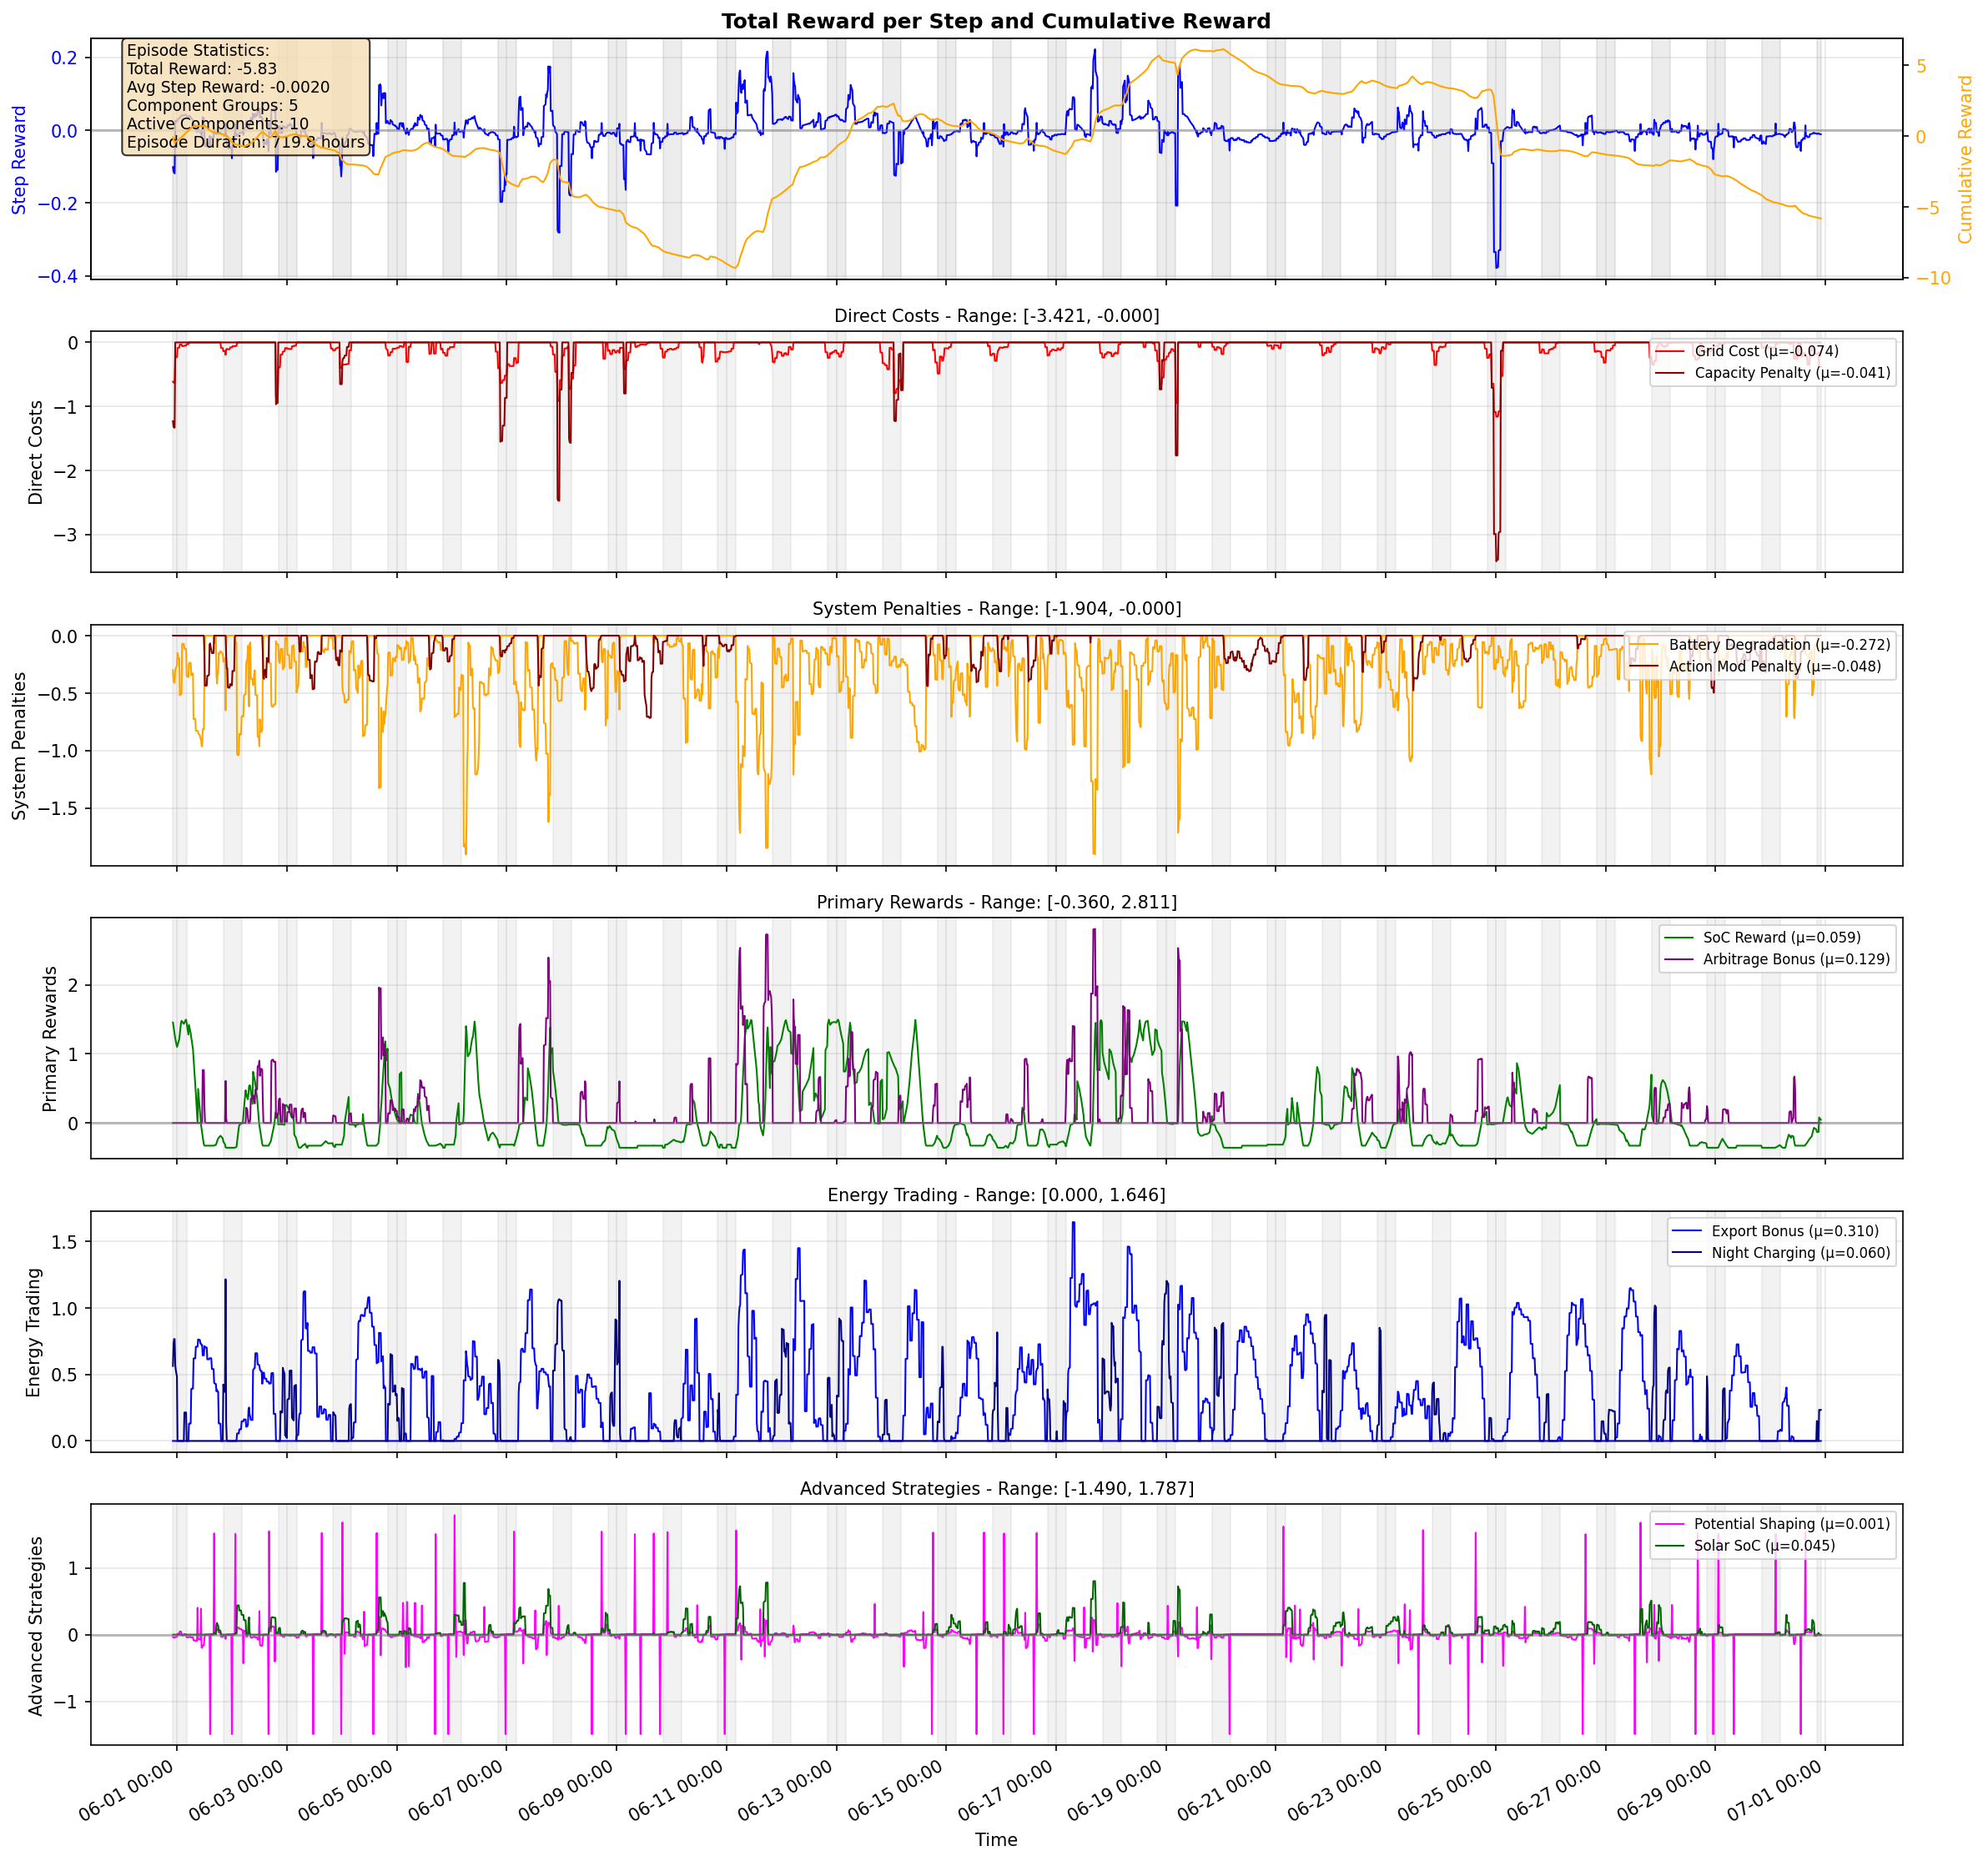 Total Reward per Step and Cumulative Reward
Episode Statistics:
Total Reward: -5.83
Avg Step Reward: -0.0020
Component Groups: 5
Active Components: 10
Episode Duration: 719.8 hours
Step Reward
0.2
0.0
−0.2
−0.4
Cumulative Reward
5
0
−5
−10
Direct Costs - Range: [-3.421, -0.000]
Direct Costs
0
−1
−2
−3
Grid Cost (μ=-0.074)
Capacity Penalty (μ=-0.041)
System Penalties - Range: [-1.904, -0.000]
System Penalties
0.0
−0.5
−1.0
−1.5
Battery Degradation (μ=-0.272)
Action Mod Penalty (μ=-0.048)
Primary Rewards - Range: [-0.360, 2.811]
Primary Rewards
2
1
0
SoC Reward (μ=0.059)
Arbitrage Bonus (μ=0.129)
Energy Trading - Range: [0.000, 1.646]
Energy Trading
1.5
1.0
0.5
0.0
Export Bonus (μ=0.310)
Night Charging (μ=0.060)
Advanced Strategies - Range: [-1.490, 1.787]
Advanced Strategies
1
0
−1
Potential Shaping (μ=0.001)
Solar SoC (μ=0.045)
06-01 00:00
06-03 00:00
06-05 00:00
06-07 00:00
06-09 00:00
06-11 00:00
06-13 00:00
06-15 00:00
06-17 00:00
06-19 00:00
06-21 00:00
06-23 00:00
06-25 00:00
06-27 00:00
06-29 00:00
07-01 00:00
Time